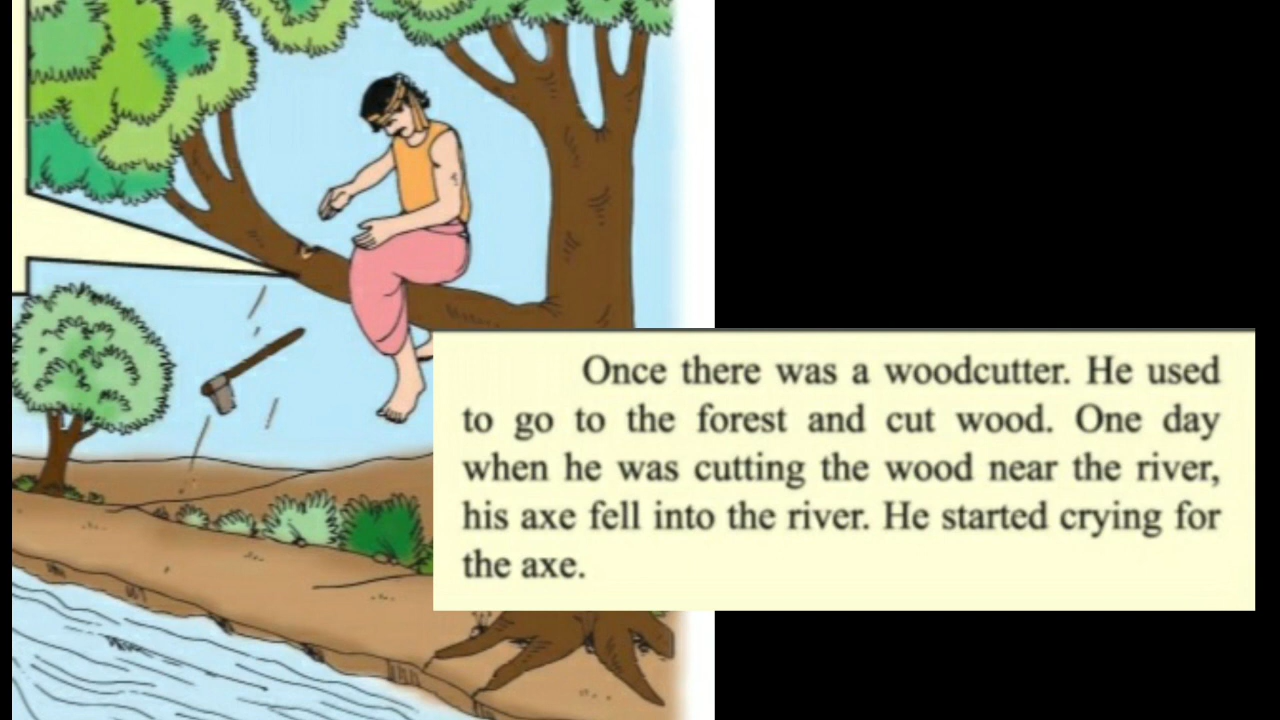 Once there was a woodcutter. He used
to go to the forest and cut wood. One day
when he was cutting the wood near the river,
his axe fell into the river. He started crying for
the axe.